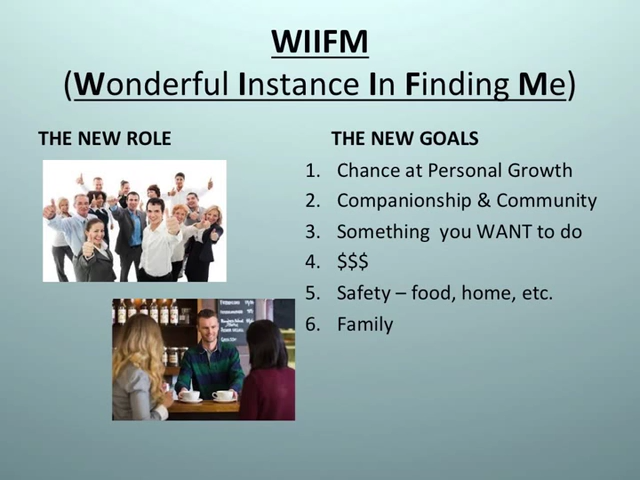 WIIFM
(Wonderful Instance In Finding Me)
THE NEW ROLE
THE NEW GOALS
1. Chance at Personal Growth
2. Companionship & Community
3. Something you WANT to do
4. $$$
5. Safety – food, home, etc.
6. Family